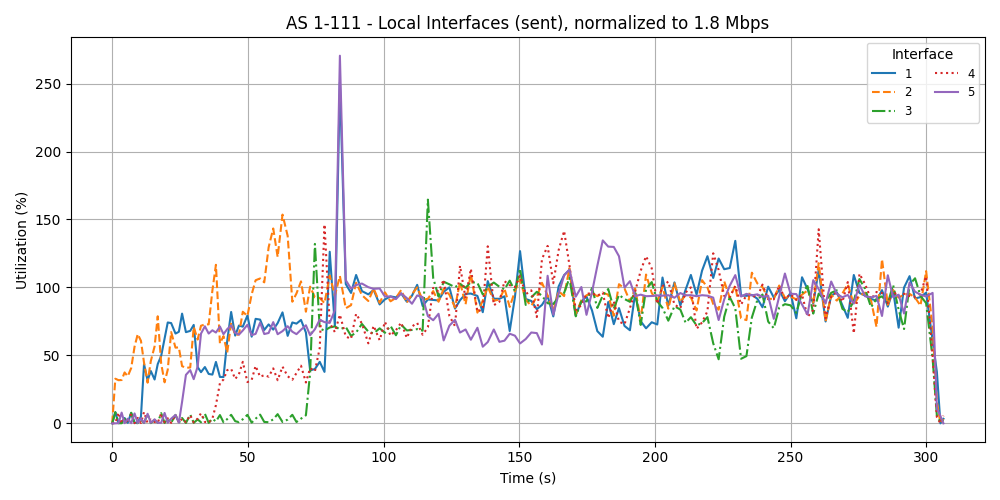 AS 1-111 - Local Interfaces (sent), normalized to 1.8 Mbps
Interface
1
2
3
4
5
Utilization (%)
250
200
150
100
50
0
0 50 100 150 200 250 300
Time (s)